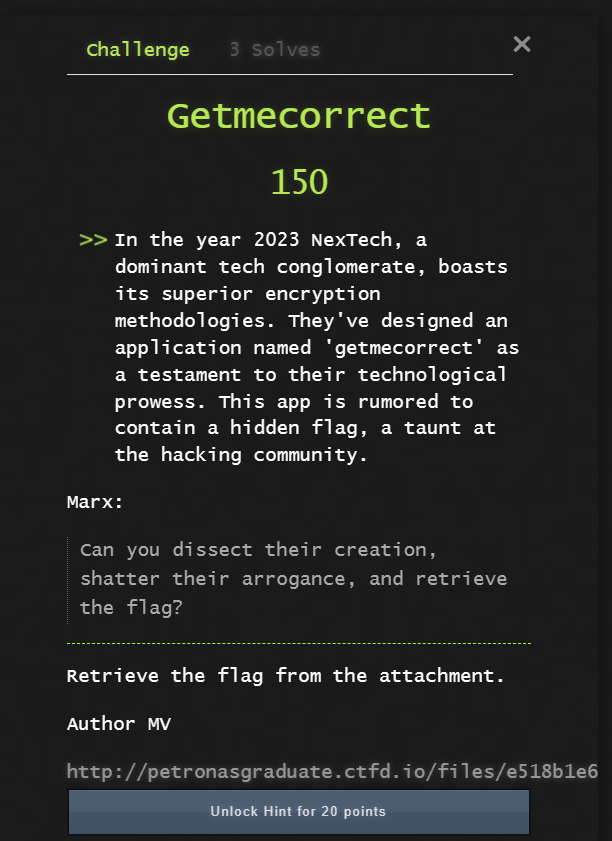 Challenge 3 Solves ×
Getmecorrect
150
>> In the year 2023 NexTech, a
dominant tech conglomerate, boasts
its superior encryption
methodologies. They've designed an
application named 'getmecorrect' as
a testament to their technological
prowess. This app is rumored to
contain a hidden flag, a taunt at
the hacking community.
Marx:
Can you dissect their creation,
shatter their arrogance, and retrieve
the flag?
Retrieve the flag from the attachment.
Author MV
http://petronasgraduate.ctfd.io/files/e518b1e6
Unlock Hint for 20 points